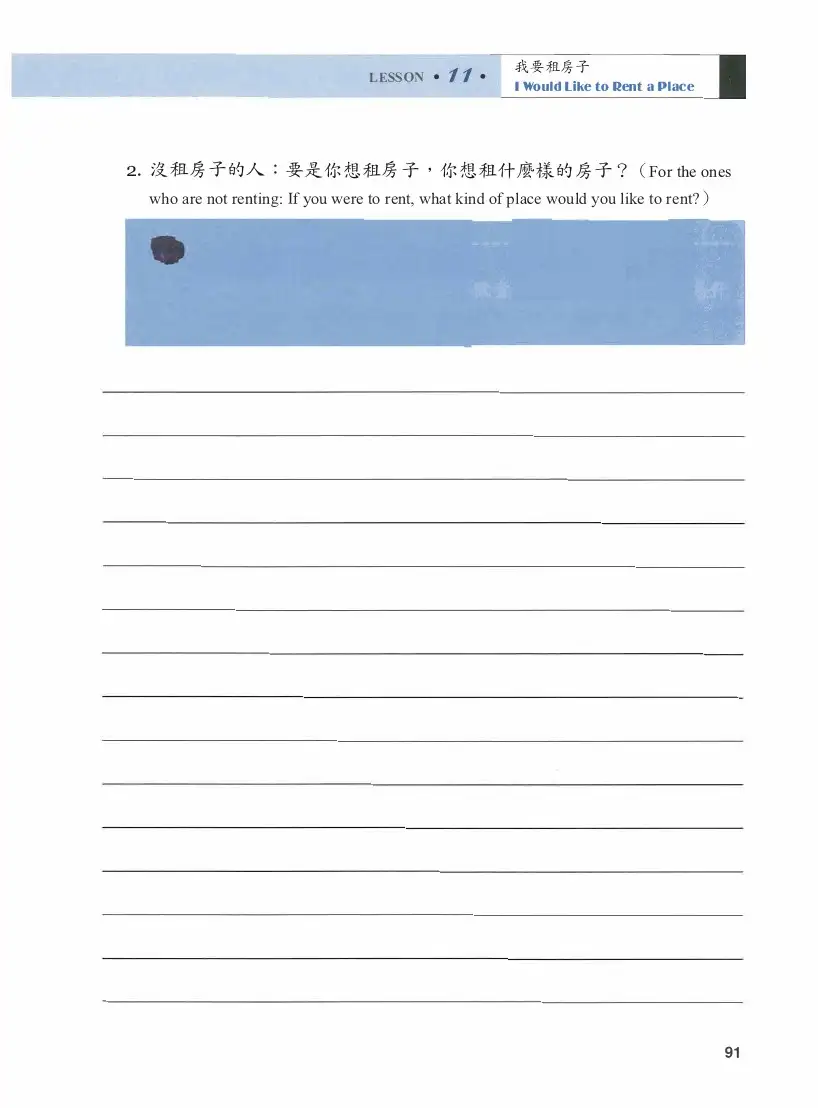 LESSON • 11 •
我要租房子
I Would Like to Rent a Place
2. 沒租房子的人：要是你想租房子，你想租什麼樣的房子？（For the ones
who are not renting: If you were to rent, what kind of place would you like to rent?）
91